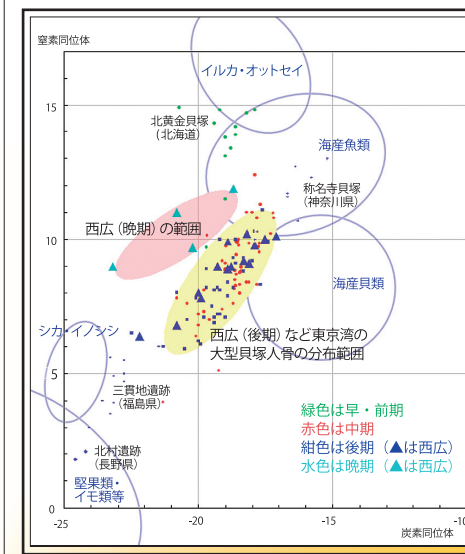 窒素同位体
イルカ・オットセイ
15
北黄金貝塚
(北海道)
海産魚類
称名寺貝塚
(神奈川県)
西広(晩期)の範囲
10
海産貝類
シカ・イノシシ
西広(後期)など東京湾の
大型貝塚人骨の分布範囲
5
三貫地遺跡
(福島県)
緑色は早・前期
赤色は中期
紺色は後期(▲は西広)
水色は晩期(▲は西広)
北村遺跡
(長野県)
堅果類・
イモ類等
0
-25
-20
-15
-10
炭素同位体